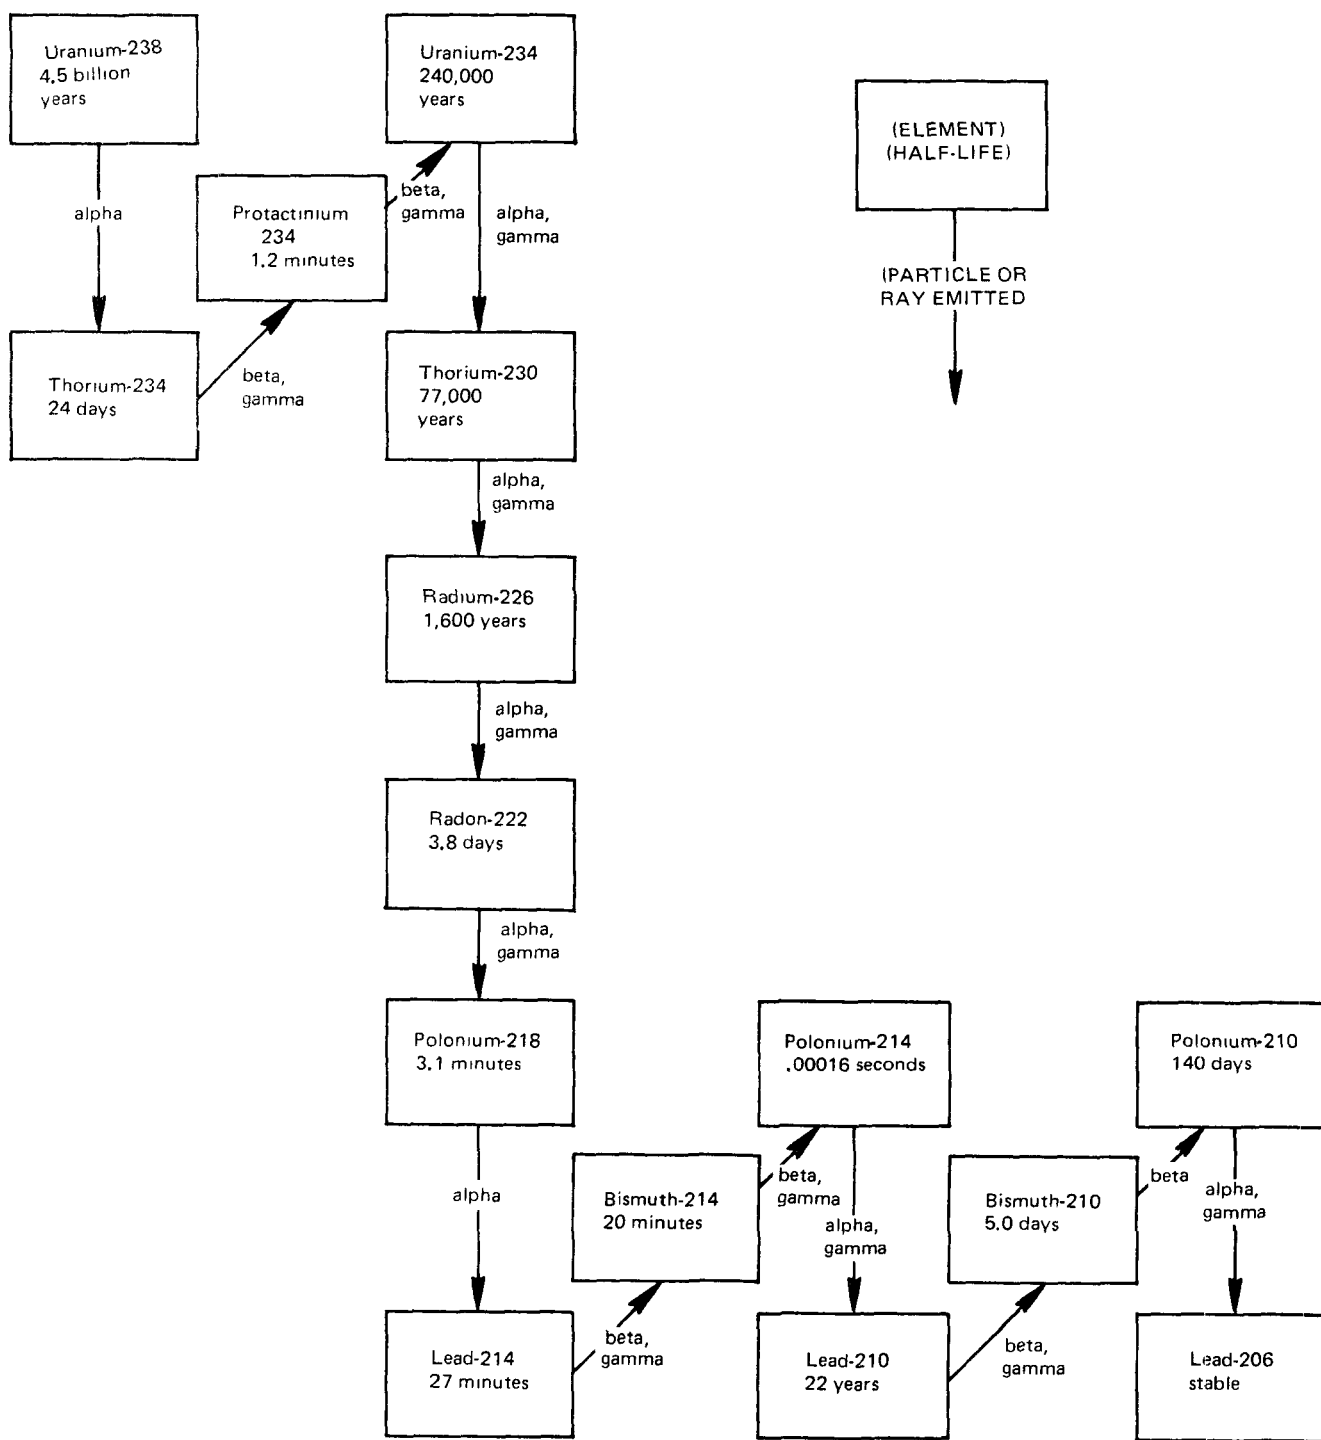 Uranium-238
4.5 billion
years
Uranium-234
240,000
years
(ELEMENT)
(HALF-LIFE)
alpha
Protactinium
234
1.2 minutes
beta,
gamma
alpha,
gamma
(PARTICLE OR
RAY EMITTED
Thorium-234
24 days
beta,
gamma
Thorium-230
77,000
years
alpha,
gamma
Radium-226
1,600 years
alpha,
gamma
Radon-222
3.8 days
alpha,
gamma
Polonium-218
3.1 minutes
Polonium-214
.00016 seconds
Polonium-210
140 days
alpha
Bismuth-214
20 minutes
beta,
gamma
alpha,
gamma
Bismuth-210
5.0 days
beta
alpha,
gamma
Lead-214
27 minutes
beta,
gamma
Lead-210
22 years
beta,
gamma
Lead-206
stable